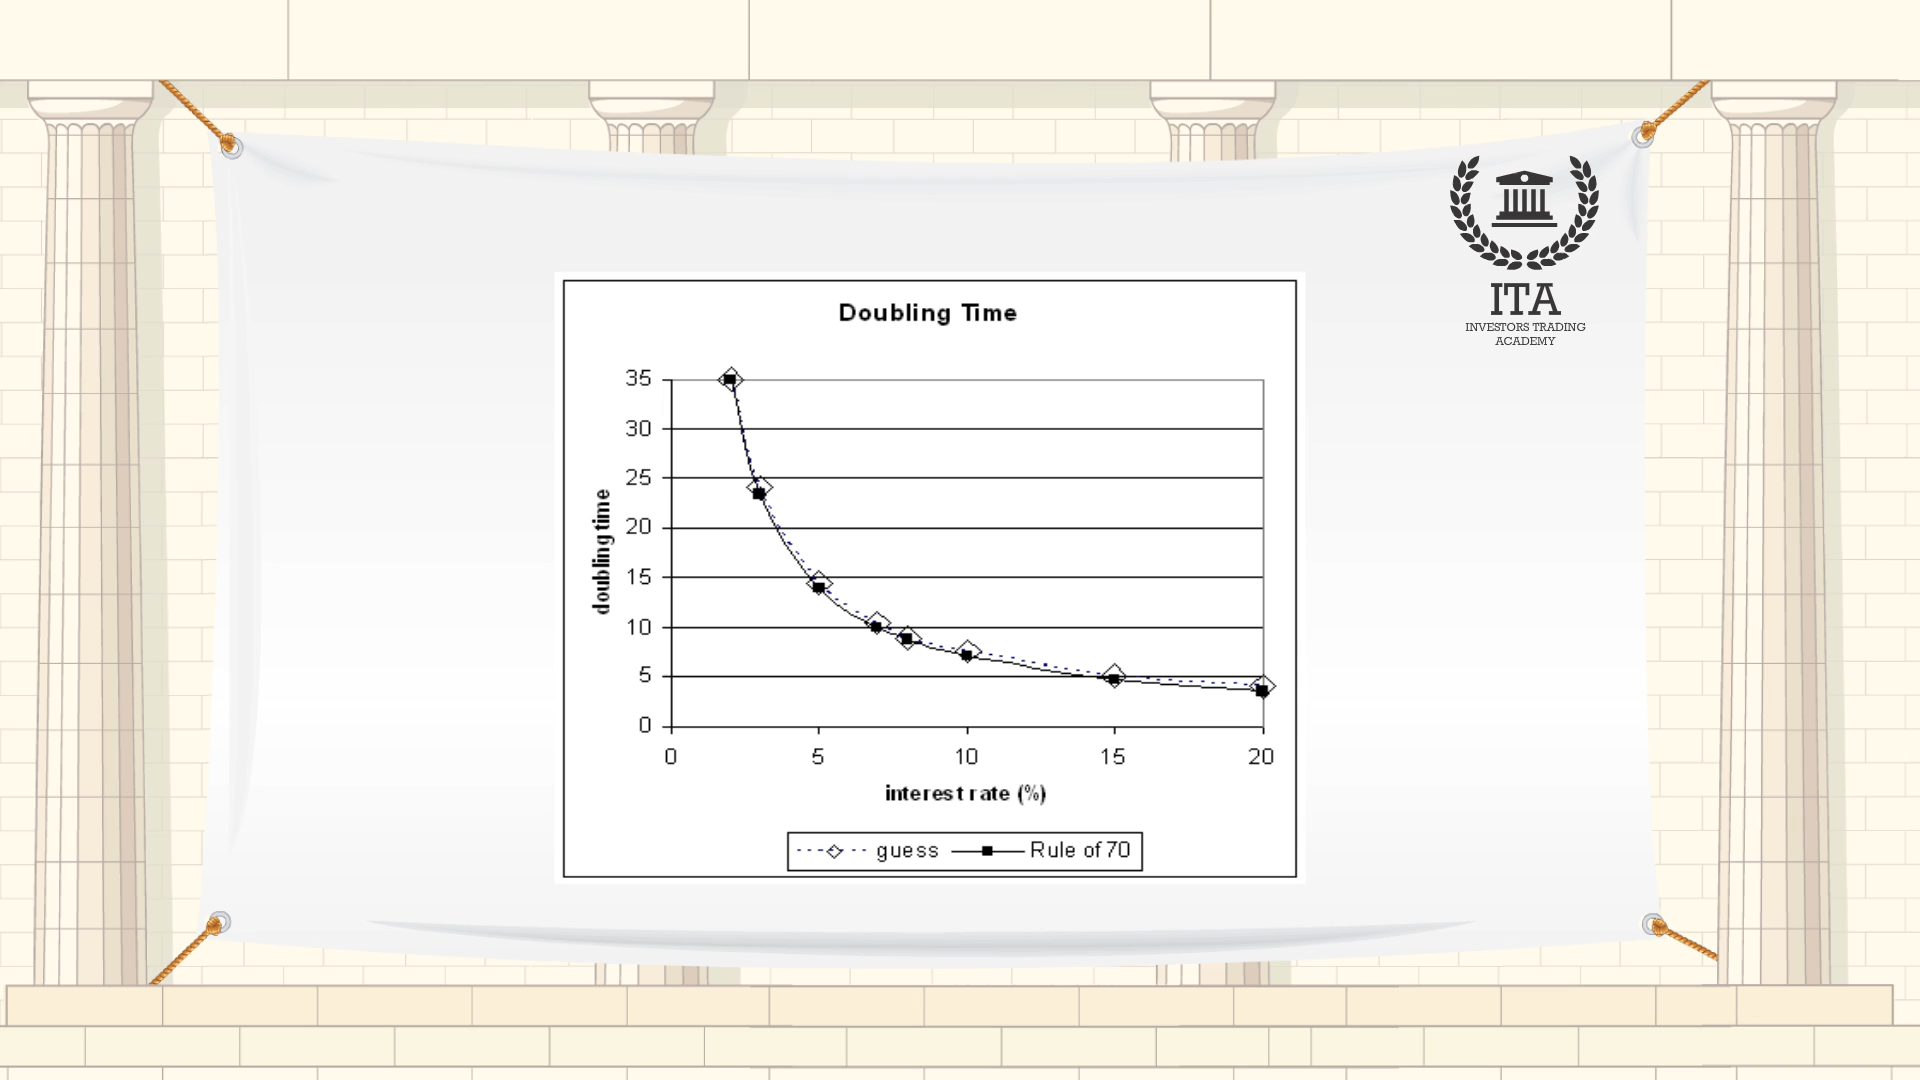 ITA
INVESTORS TRADING
ACADEMY
Doubling Time
35
30
25
20
15
10
5
0
doubling time
0 5 10 15 20
interest rate (%)
guess Rule of 70